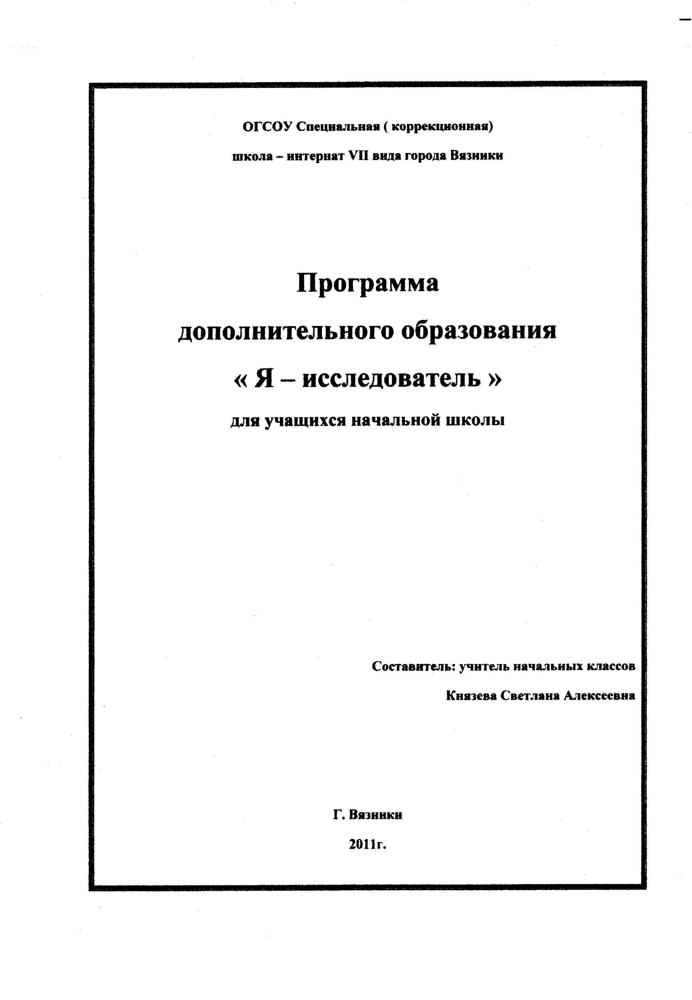 ОГСОУ Специальная ( коррекционная)
школа – интернат VII вида города Вязники
Программа
дополнительного образования
« Я – исследователь »
для учащихся начальной школы
Составитель: учитель начальных классов
Князева Светлана Алексеевна
Г. Вязники
2011г.